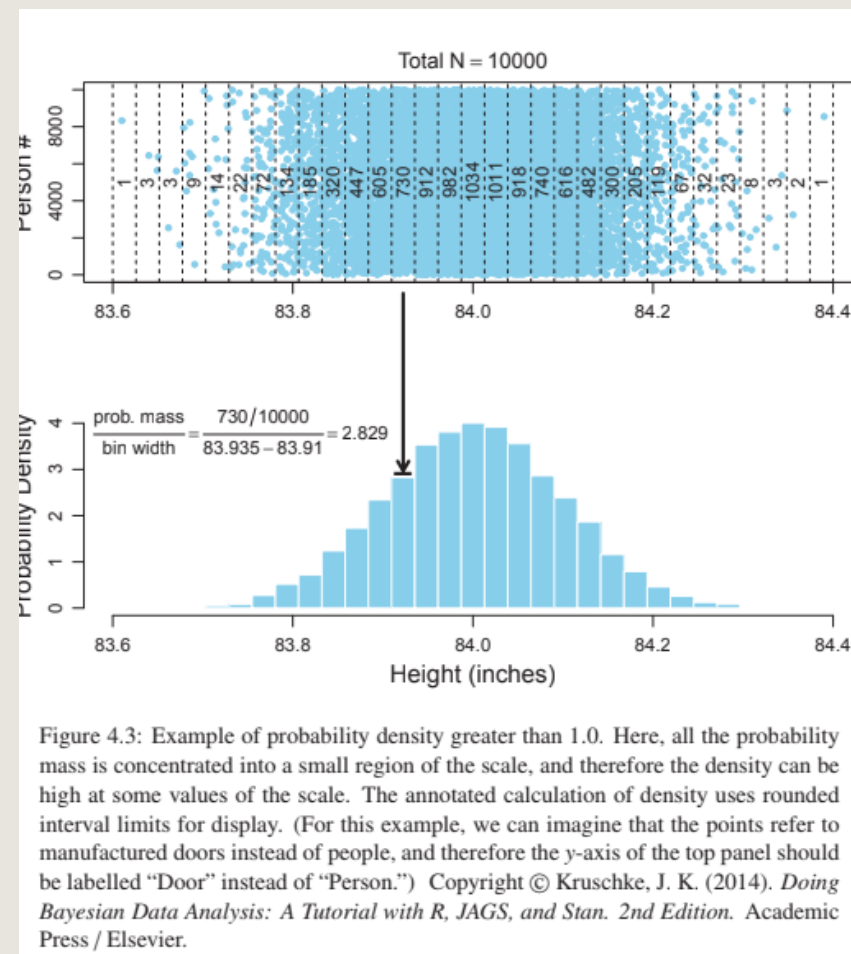 Total N = 10000
Person #
8000
4000
0
1 3 3 9 14 22 72 134 185 320 447 605 730 912 982 1034 1011 918 740 616 482 300 205 119 67 32 23 8 3 2 1
83.6 83.8 84.0 84.2 84.4
Probability Density
4
3
2
1
0
prob. mass / bin width = 730/10000 / 83.935 − 83.91 = 2.829
83.6 83.8 84.0 84.2 84.4
Height (inches)
Figure 4.3: Example of probability density greater than 1.0. Here, all the probability
mass is concentrated into a small region of the scale, and therefore the density can be
high at some values of the scale. The annotated calculation of density uses rounded
interval limits for display. (For this example, we can imagine that the points refer to
manufactured doors instead of people, and therefore the y-axis of the top panel should
be labelled “Door” instead of “Person.”) Copyright © Kruschke, J. K. (2014). Doing
Bayesian Data Analysis: A Tutorial with R, JAGS, and Stan. 2nd Edition. Academic
Press / Elsevier.